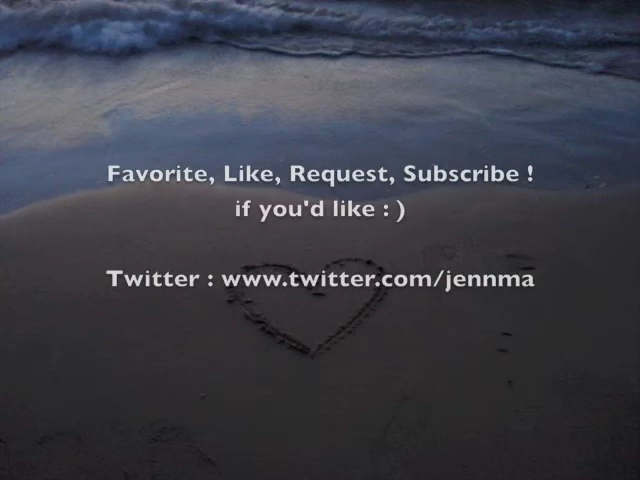 Favorite, Like, Request, Subscribe !
if you'd like : )
Twitter : www.twitter.com/jennma